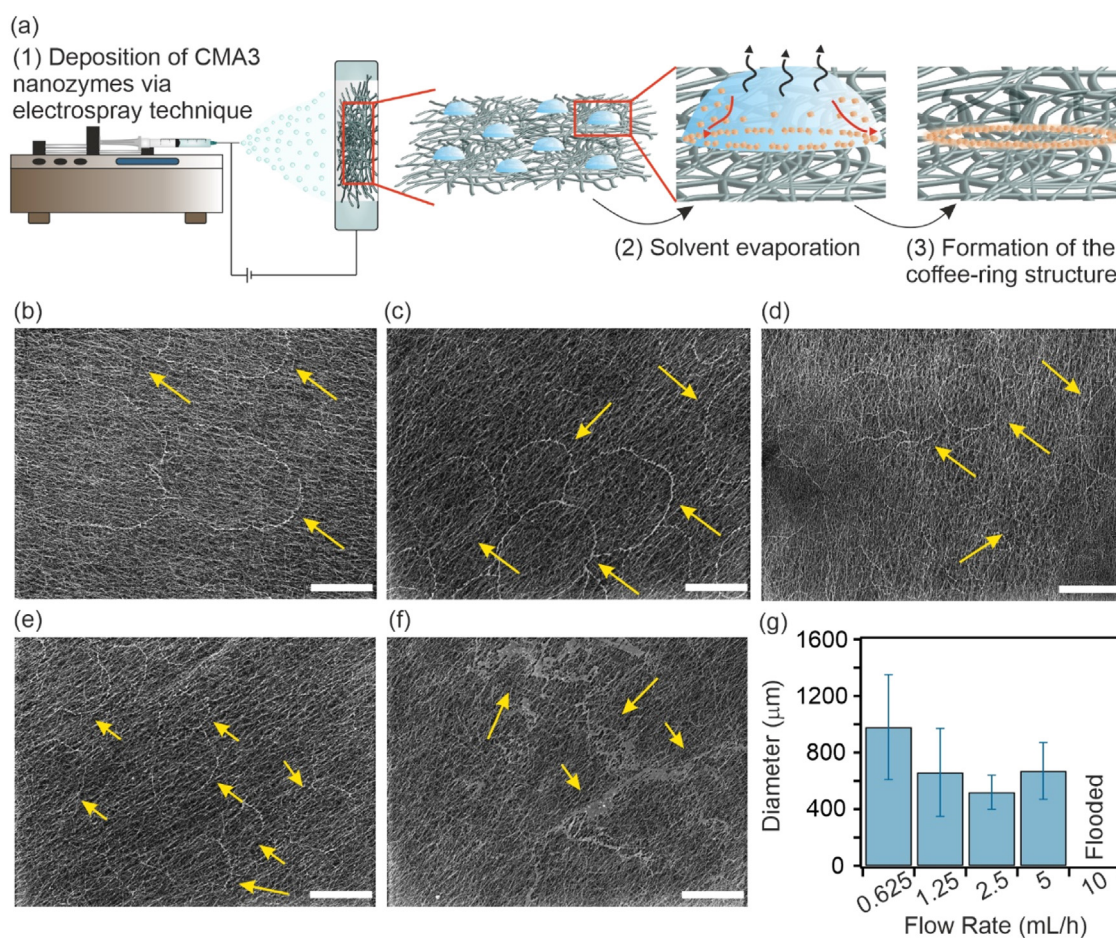 (a)
(1) Deposition of CMA3
nanozymes via
electrospray technique
(2) Solvent evaporation
(3) Formation of the
coffee-ring structure
(b)
(c)
(d)
(e)
(f)
(g)
1600
1200
800
400
0
Diameter (μm)
Flooded
0.625
1.25
2.5
5
10
Flow Rate (mL/h)